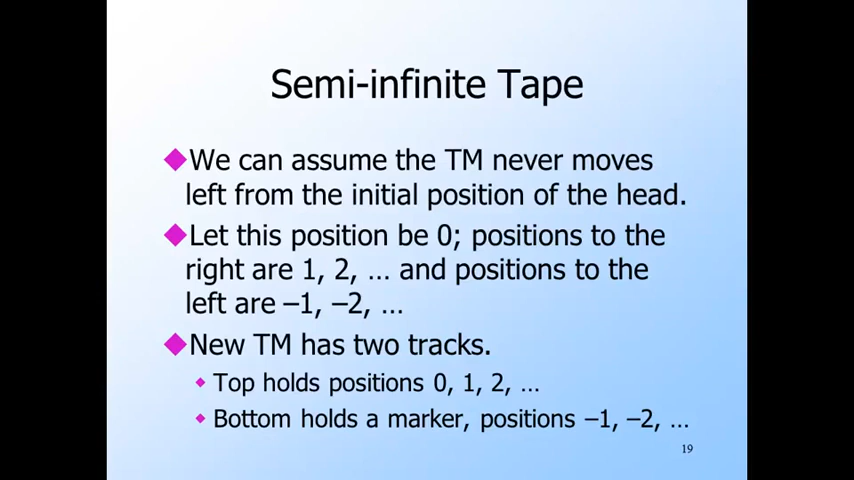 Semi-infinite Tape
We can assume the TM never moves
left from the initial position of the head.
Let this position be 0; positions to the
right are 1, 2, … and positions to the
left are –1, –2, …
New TM has two tracks.
Top holds positions 0, 1, 2, …
Bottom holds a marker, positions –1, –2, …
19